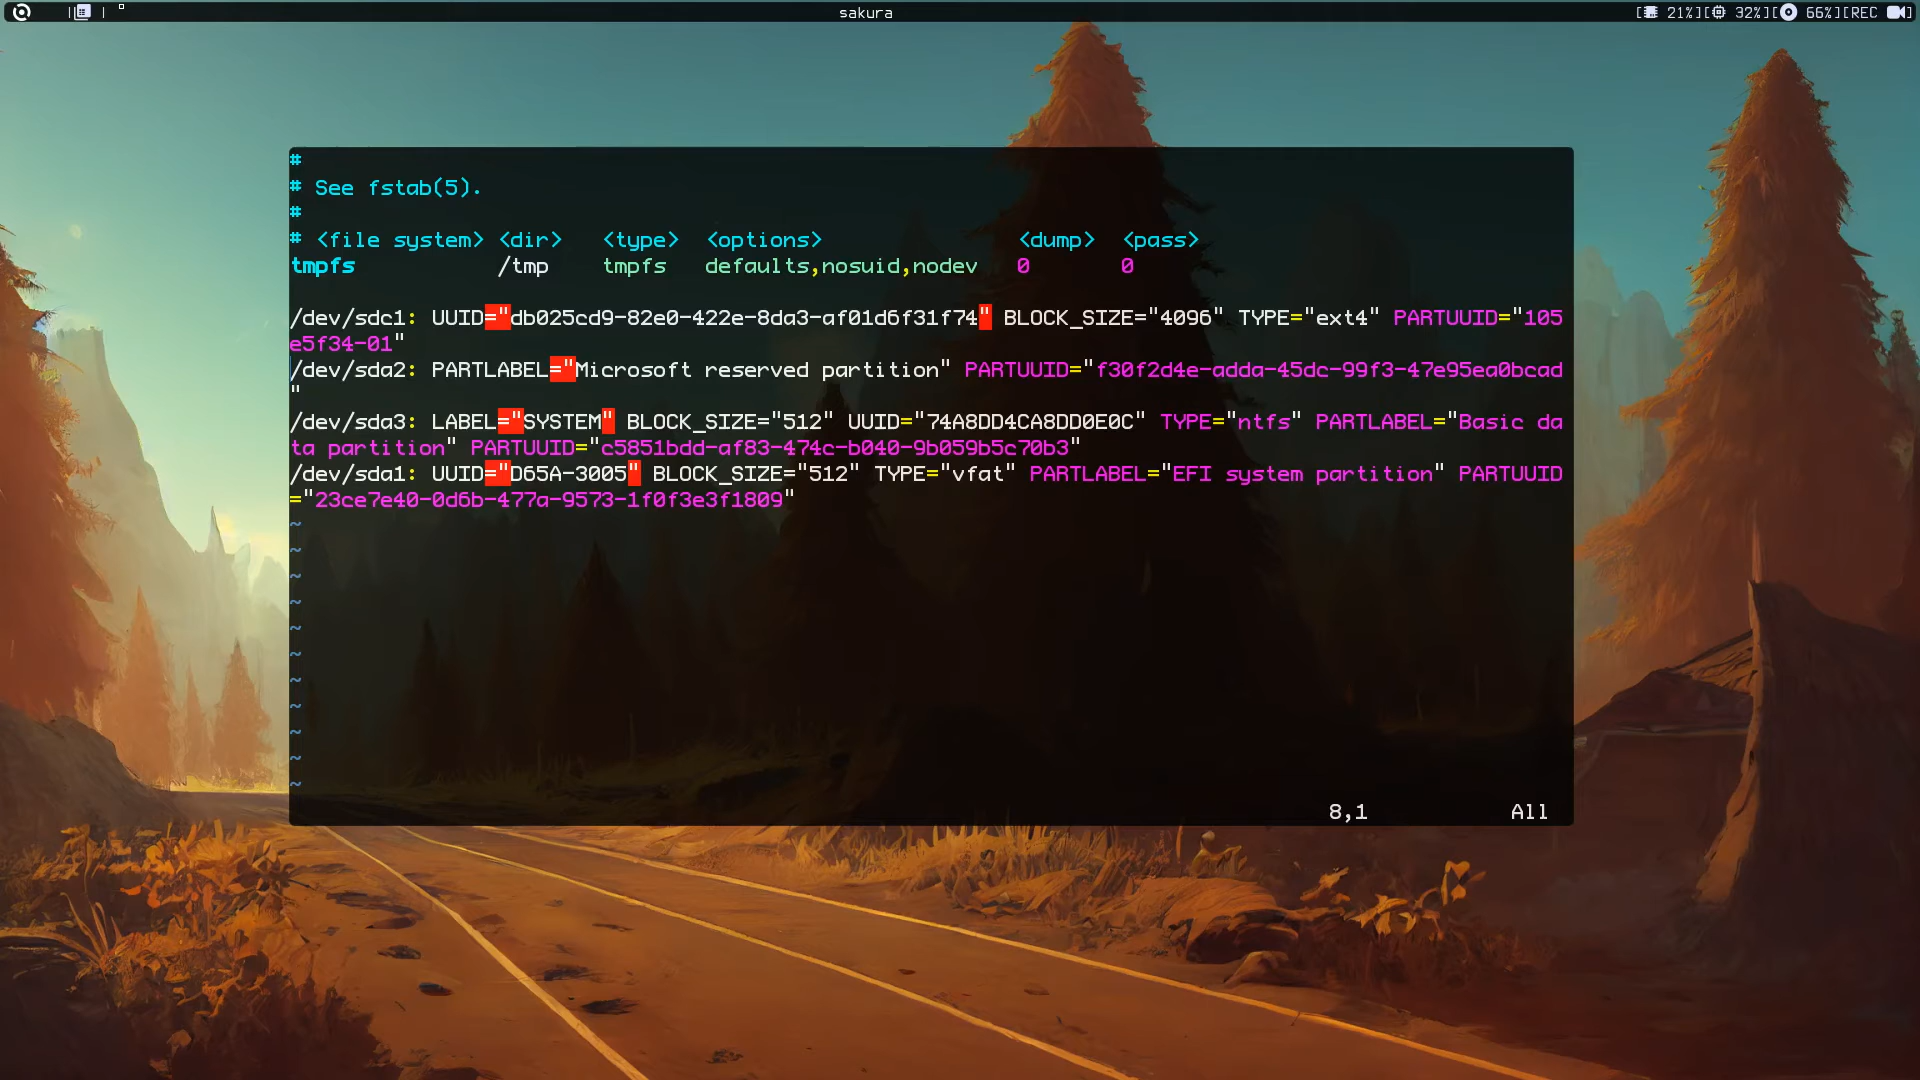 sakura
[ 21%][ 32%][ 66%][REC ]
#
# See fstab(5).
#
# <file system> <dir> <type> <options> <dump> <pass>
tmpfs /tmp tmpfs defaults,nosuid,nodev 0 0
/dev/sdc1: UUID="db025cd9-82e0-422e-8da3-af01d6f31f74" BLOCK_SIZE="4096" TYPE="ext4" PARTUUID="105
e5f34-01"
/dev/sda2: PARTLABEL="Microsoft reserved partition" PARTUUID="f30f2d4e-adda-45dc-99f3-47e95ea0bcad
"
/dev/sda3: LABEL="SYSTEM" BLOCK_SIZE="512" UUID="74A8DD4CA8DD0E0C" TYPE="ntfs" PARTLABEL="Basic da
ta partition" PARTUUID="c5851bdd-af83-474c-b040-9b059b5c70b3"
/dev/sda1: UUID="D65A-3005" BLOCK_SIZE="512" TYPE="vfat" PARTLABEL="EFI system partition" PARTUUID
="23ce7e40-0d6b-477a-9573-1f0f3e3f1809"
~
~
~
~
~
~
~
~
~
~
~
8,1 All